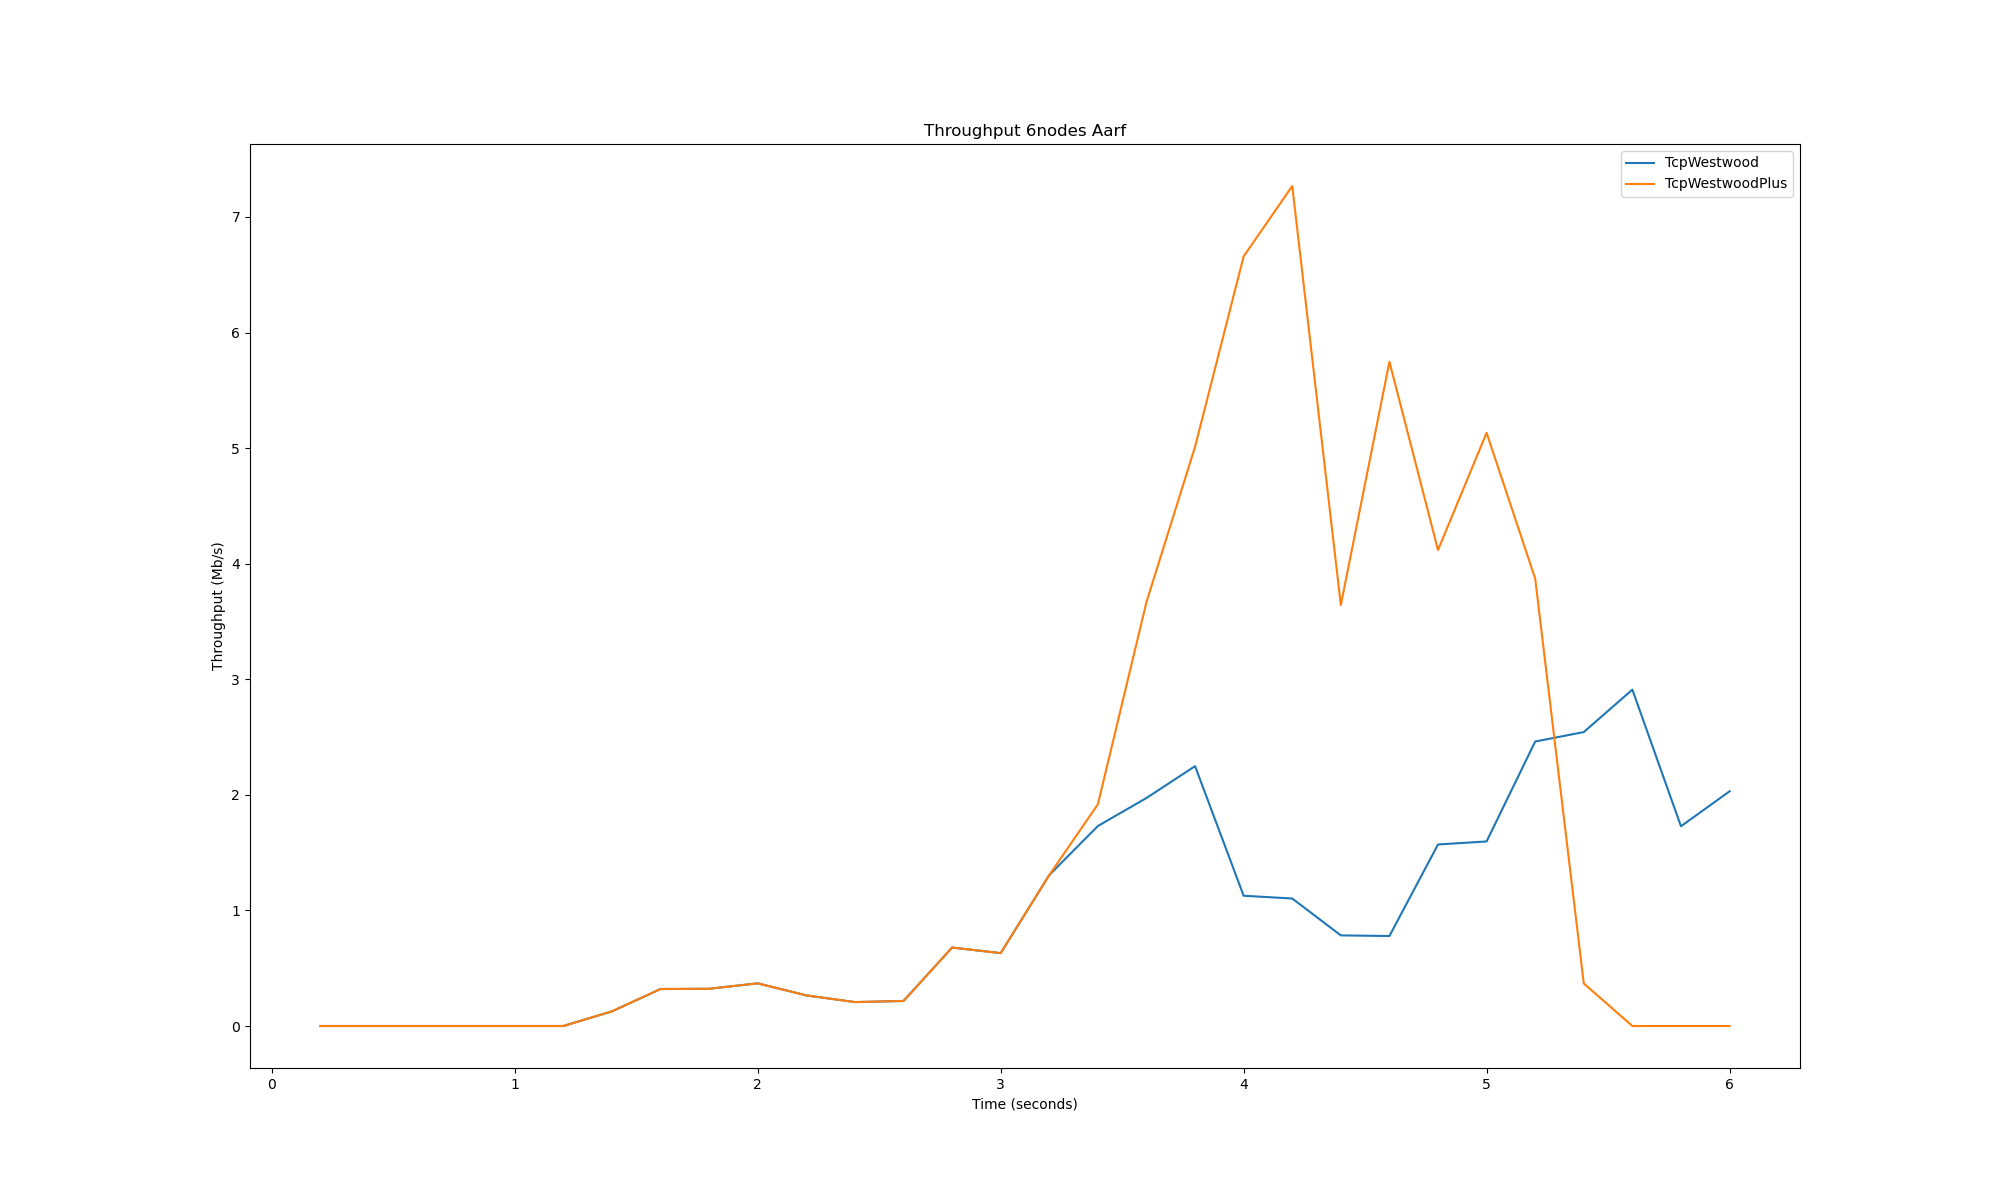 Throughput 6nodes Aarf
TcpWestwood
TcpWestwoodPlus
7
6
5
4
3
2
1
0
Throughput (Mb/s)
0 1 2 3 4 5 6
Time (seconds)